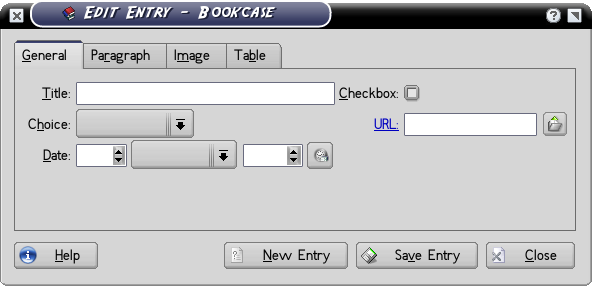 Edit Entry - Bookcase
General Paragraph Image Table
Title: Checkbox:
Choice: URL:
Date:
Help New Entry Save Entry Close